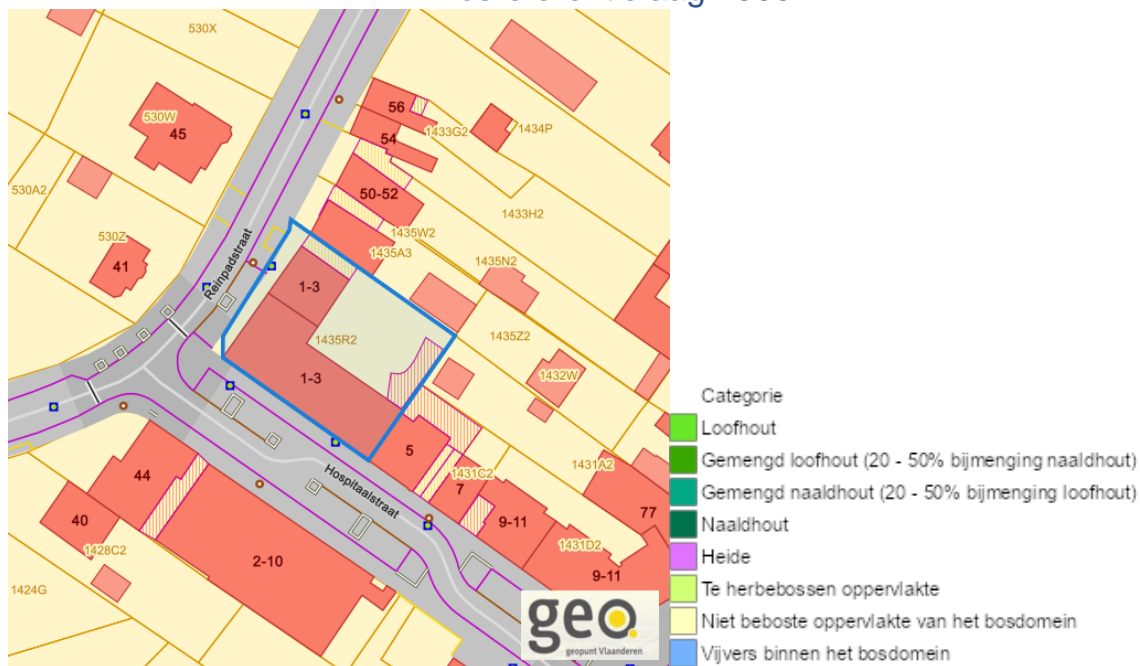 530X
530W
45
56
54
1433G2
1434P
530A2
50-52
1433H2
530Z
41
Reinpadstraat
1435W2
1435A3
1435N2
1-3
1435R2
1435Z2
1-3
1432W
5
1431C2
1431A2
44
Hospitaalstraat
7
9-11
77
40
1428C2
2-10
1431D2
9-11
1424G
geo
geopunt Vlaanderen
Categorie
Loofhout
Gemengd loofhout (20 - 50% bijmenging naaldhout)
Gemengd naaldhout (20 - 50% bijmenging loofhout)
Naaldhout
Heide
Te herbebossen oppervlakte
Niet beboste oppervlakte van het bosdomein
Vijvers binnen het bosdomein